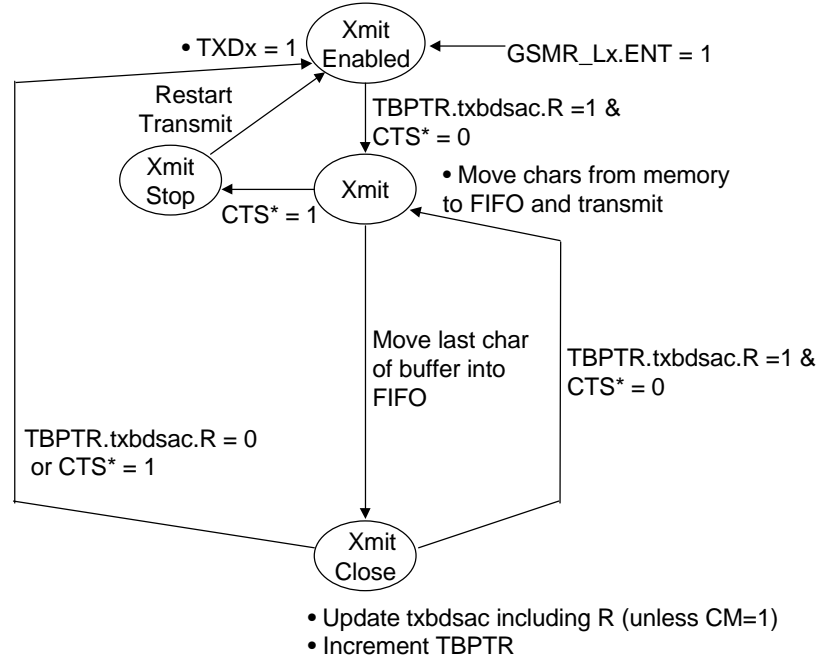 Xmit
Enabled
• TXDx = 1
GSMR_Lx.ENT = 1
Restart
Transmit
TBPTR.txbdsac.R =1 &
CTS* = 0
Xmit
Stop
Xmit
• Move chars from memory
to FIFO and transmit
CTS* = 1
Move last char
of buffer into
FIFO
TBPTR.txbdsac.R =1 &
CTS* = 0
TBPTR.txbdsac.R = 0
or CTS* = 1
Xmit
Close
• Update txbdsac including R (unless CM=1)
• Increment TBPTR